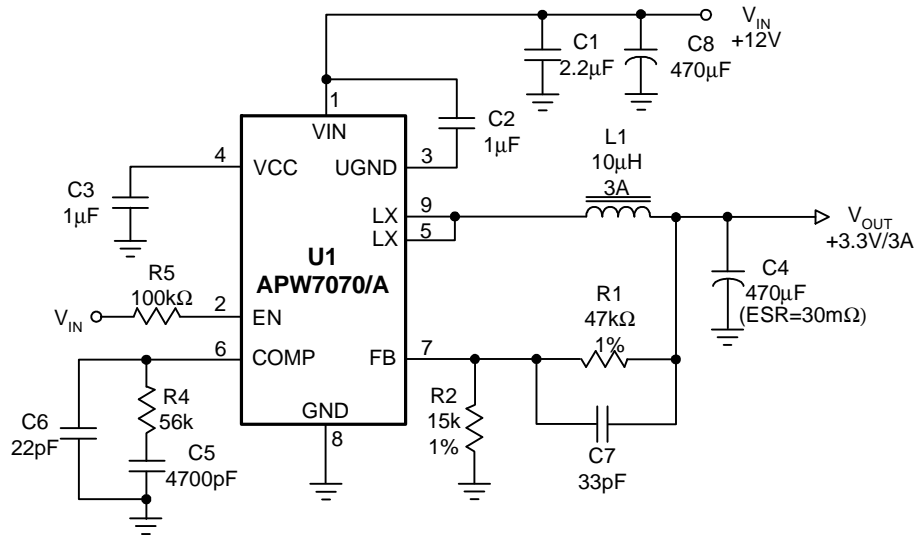 V_IN
+12V
C1
2.2μF
C8
470μF
1
VIN
C2
1μF
4
VCC
UGND
3
L1
10μH
3A
C3
1μF
LX
9
LX
5
V_OUT
+3.3V/3A
U1
APW7070/A
C4
470μF
(ESR=30mΩ)
R5
100kΩ
V_IN
2
EN
R1
47kΩ
1%
6
COMP
FB
7
R4
56k
C6
22pF
GND
8
R2
15k
1%
C5
4700pF
C7
33pF